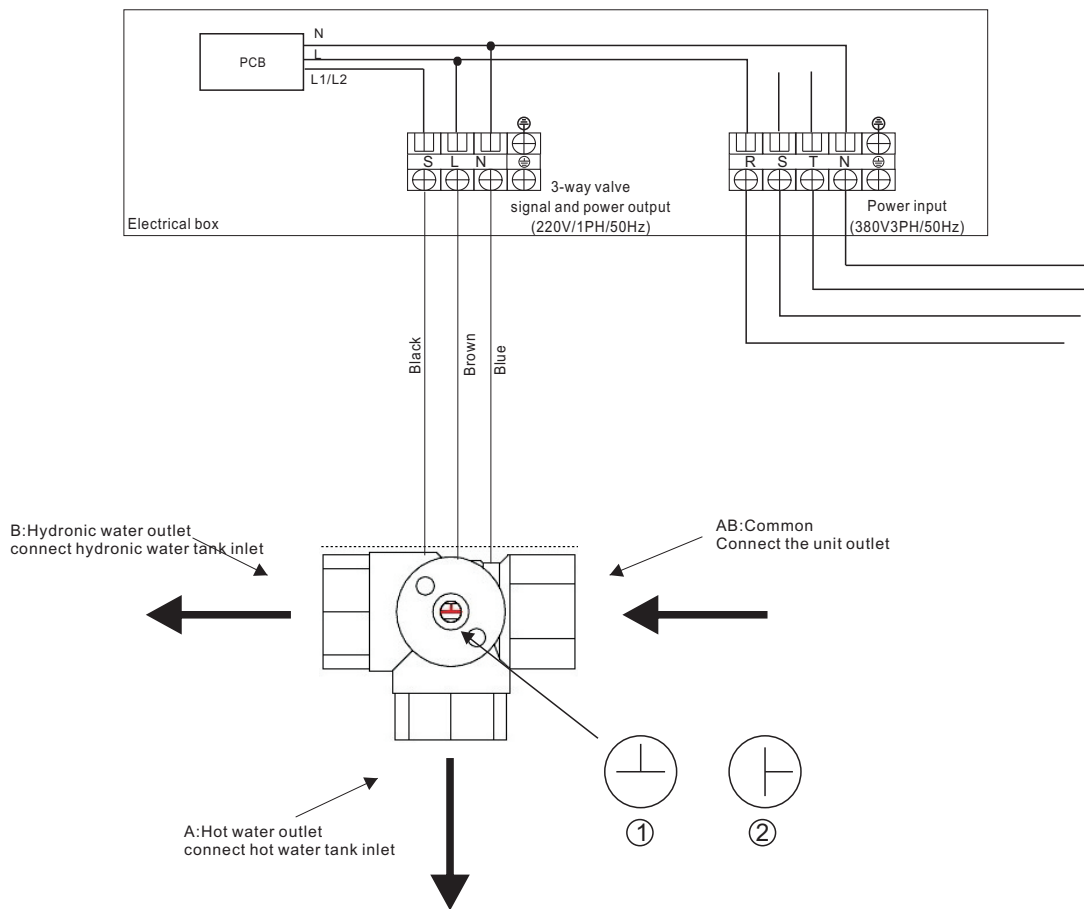 N
L
PCB
L1/L2
S L N
R S T N
3-way valve
signal and power output
(220V/1PH/50Hz)
Power input
(380V3PH/50Hz)
Electrical box
Black
Brown
Blue
B:Hydronic water outlet
connect hydronic water tank inlet
AB:Common
Connect the unit outlet
A:Hot water outlet
connect hot water tank inlet
① ②